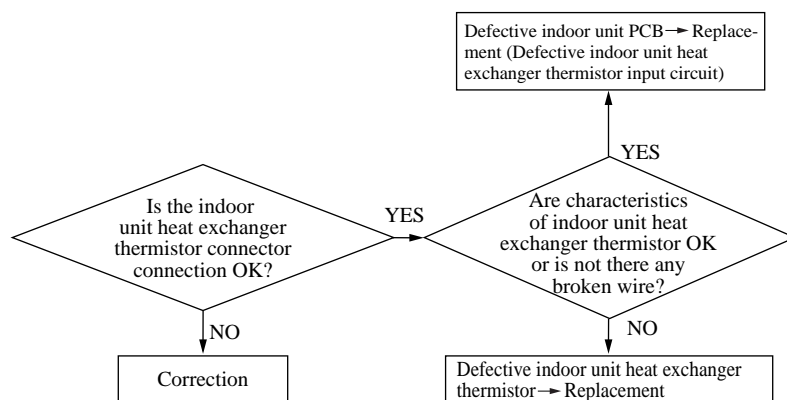 Defective indoor unit PCB → Replace-
ment (Defective indoor unit heat
exchanger thermistor input circuit)
YES
Is the indoor
unit heat exchanger
thermistor connector
connection OK?
YES
Are characteristics
of indoor unit heat
exchanger thermistor OK
or is not there any
broken wire?
NO
Correction
NO
Defective indoor unit heat exchanger
thermistor → Replacement